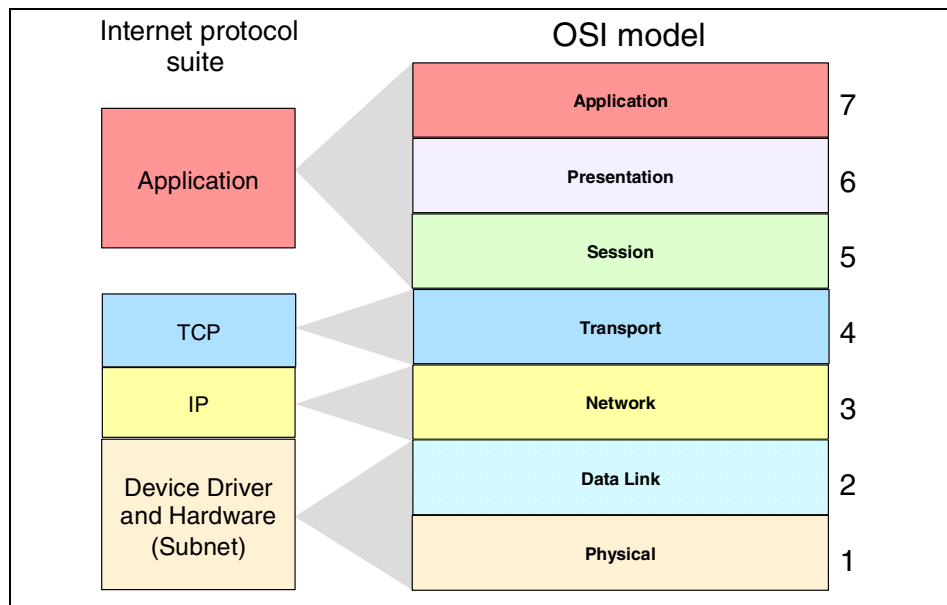 Internet protocol
suite
OSI model
Application
TCP
IP
Device Driver
and Hardware
(Subnet)
Application 7
Presentation 6
Session 5
Transport 4
Network 3
Data Link 2
Physical 1